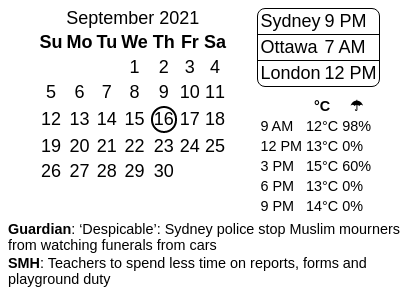 September 2021
Su Mo Tu We Th Fr Sa
1 2 3 4
5 6 7 8 9 10 11
12 13 14 15 16 17 18
19 20 21 22 23 24 25
26 27 28 29 30
Sydney 9 PM
Ottawa 7 AM
London 12 PM
°C ☂
9 AM 12°C 98%
12 PM 13°C 0%
3 PM 15°C 60%
6 PM 13°C 0%
9 PM 14°C 0%
Guardian: ‘Despicable’: Sydney police stop Muslim mourners
from watching funerals from cars
SMH: Teachers to spend less time on reports, forms and
playground duty